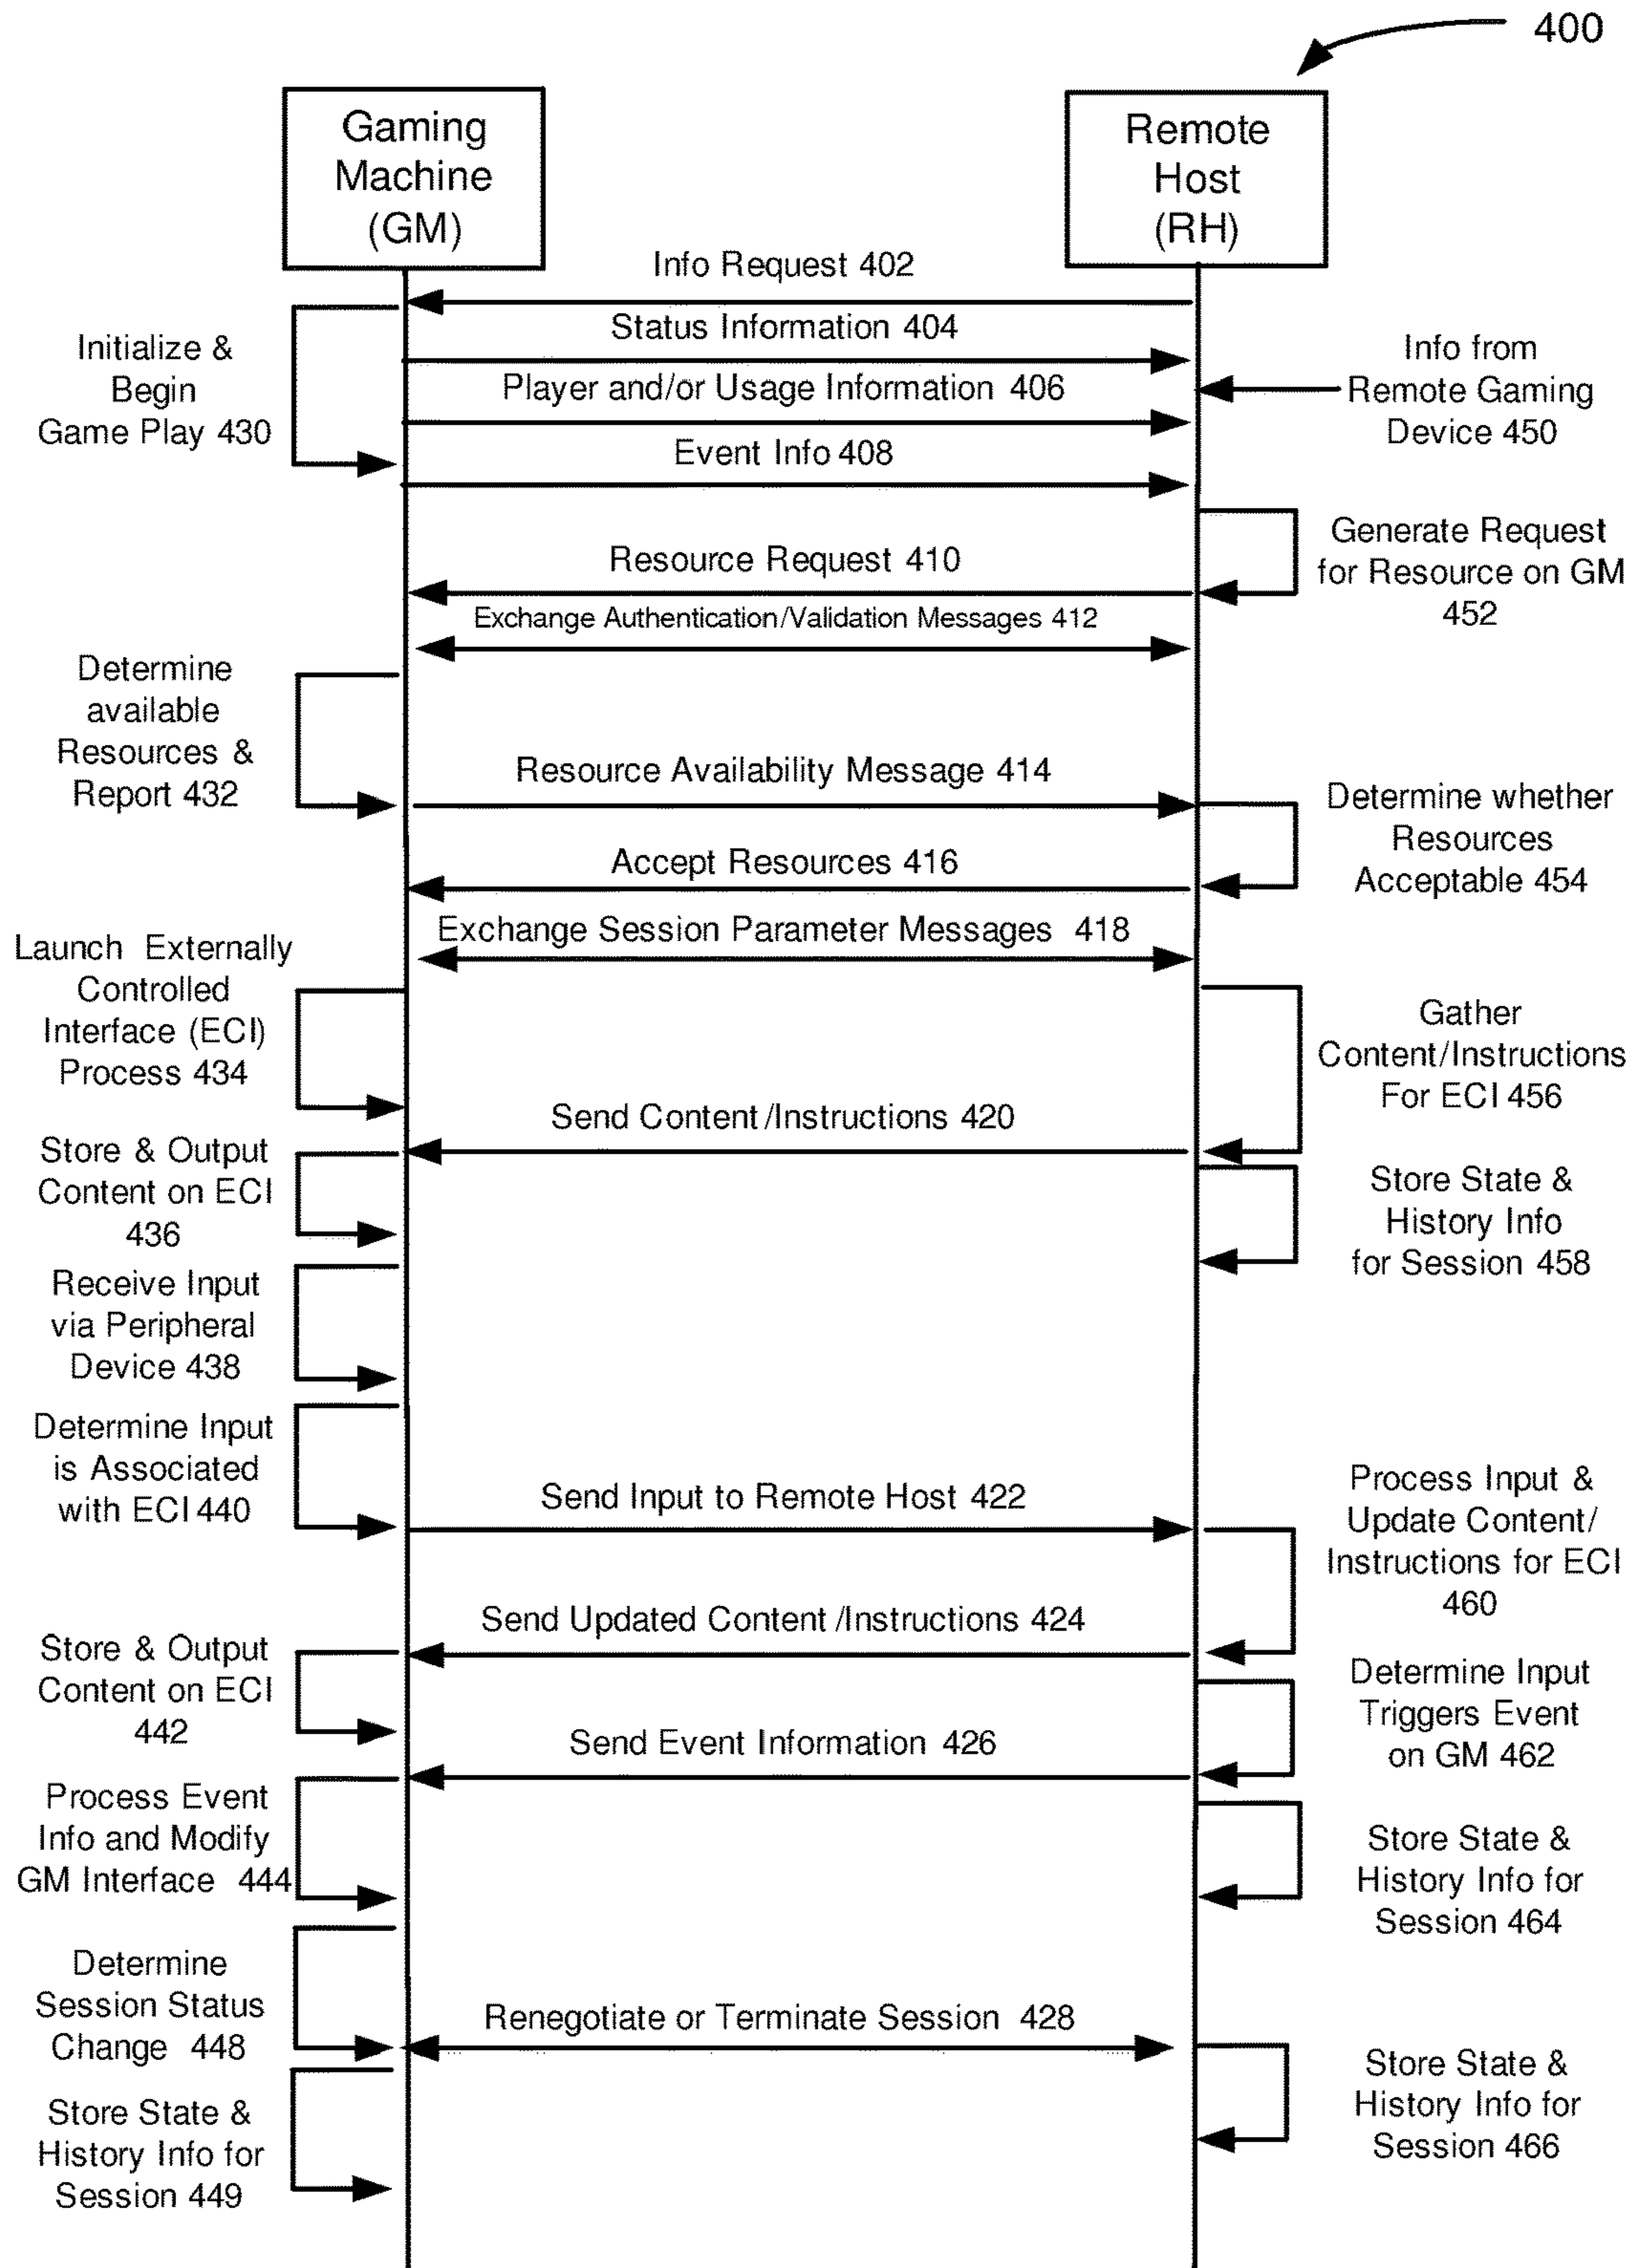 400
Gaming
Machine
(GM)
Remote
Host
(RH)
Info Request 402
Status Information 404
Initialize &
Begin
Game Play 430
Info from
Remote Gaming
Device 450
Player and/or Usage Information 406
Event Info 408
Generate Request
for Resource on GM
452
Resource Request 410
Exchange Authentication/Validation Messages 412
Determine
available
Resources &
Report 432
Resource Availability Message 414
Determine whether
Resources
Acceptable 454
Accept Resources 416
Exchange Session Parameter Messages 418
Launch Externally
Controlled
Interface (ECI)
Process 434
Gather
Content/Instructions
For ECI 456
Send Content/Instructions 420
Store & Output
Content on ECI
436
Store State &
History Info
for Session 458
Receive Input
via Peripheral
Device 438
Determine Input
is Associated
with ECI 440
Send Input to Remote Host 422
Process Input &
Update Content/
Instructions for ECI
460
Send Updated Content/Instructions 424
Store & Output
Content on ECI
442
Determine Input
Triggers Event
on GM 462
Send Event Information 426
Process Event
Info and Modify
GM Interface 444
Store State &
History Info for
Session 464
Determine
Session Status
Change 448
Renegotiate or Terminate Session 428
Store State &
History Info for
Session 466
Store State &
History Info for
Session 449